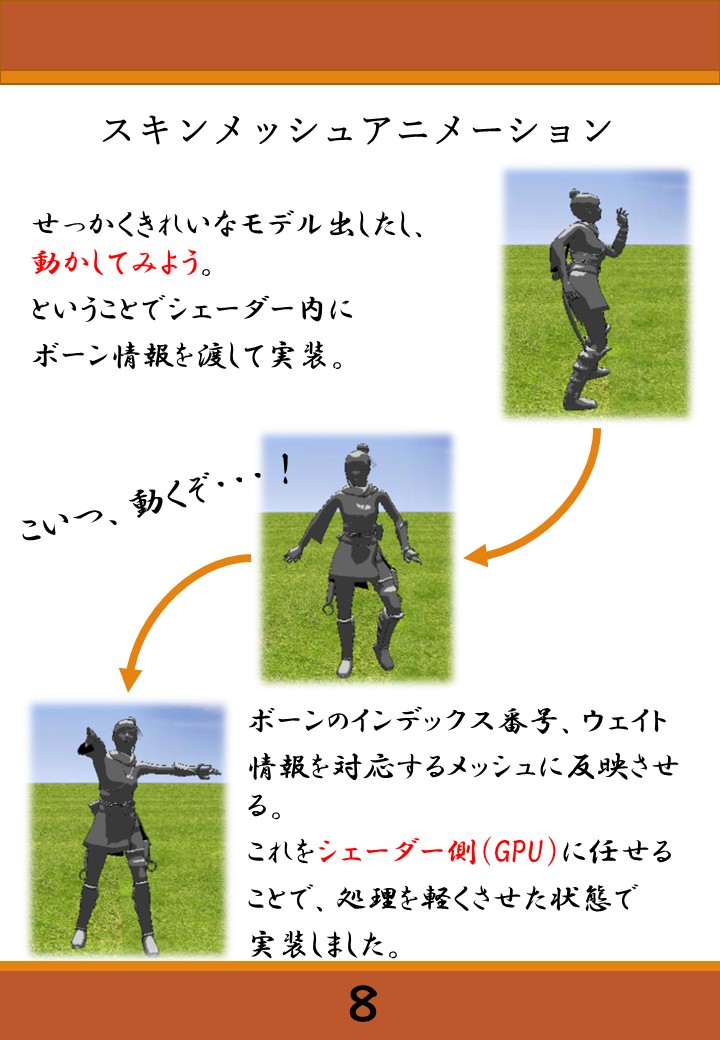 スキンメッシュアニメーション
せっかくきれいなモデル出したし、
動かしてみよう。
ということでシェーダー内に
ボーン情報を渡して実装。
こいつ、動くぞ・・・！
ボーンのインデックス番号、ウェイト
情報を対応するメッシュに反映させ
る。
これをシェーダー側(GPU)に任せる
ことで、処理を軽くさせた状態で
実装しました。
8